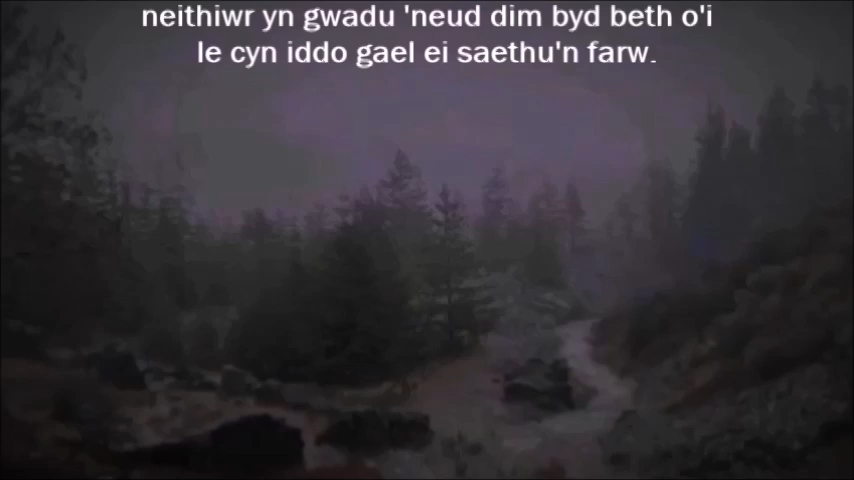 neithiwr yn gwadu 'neud dim byd beth o'i
le cyn iddo gael ei saethu'n farw.